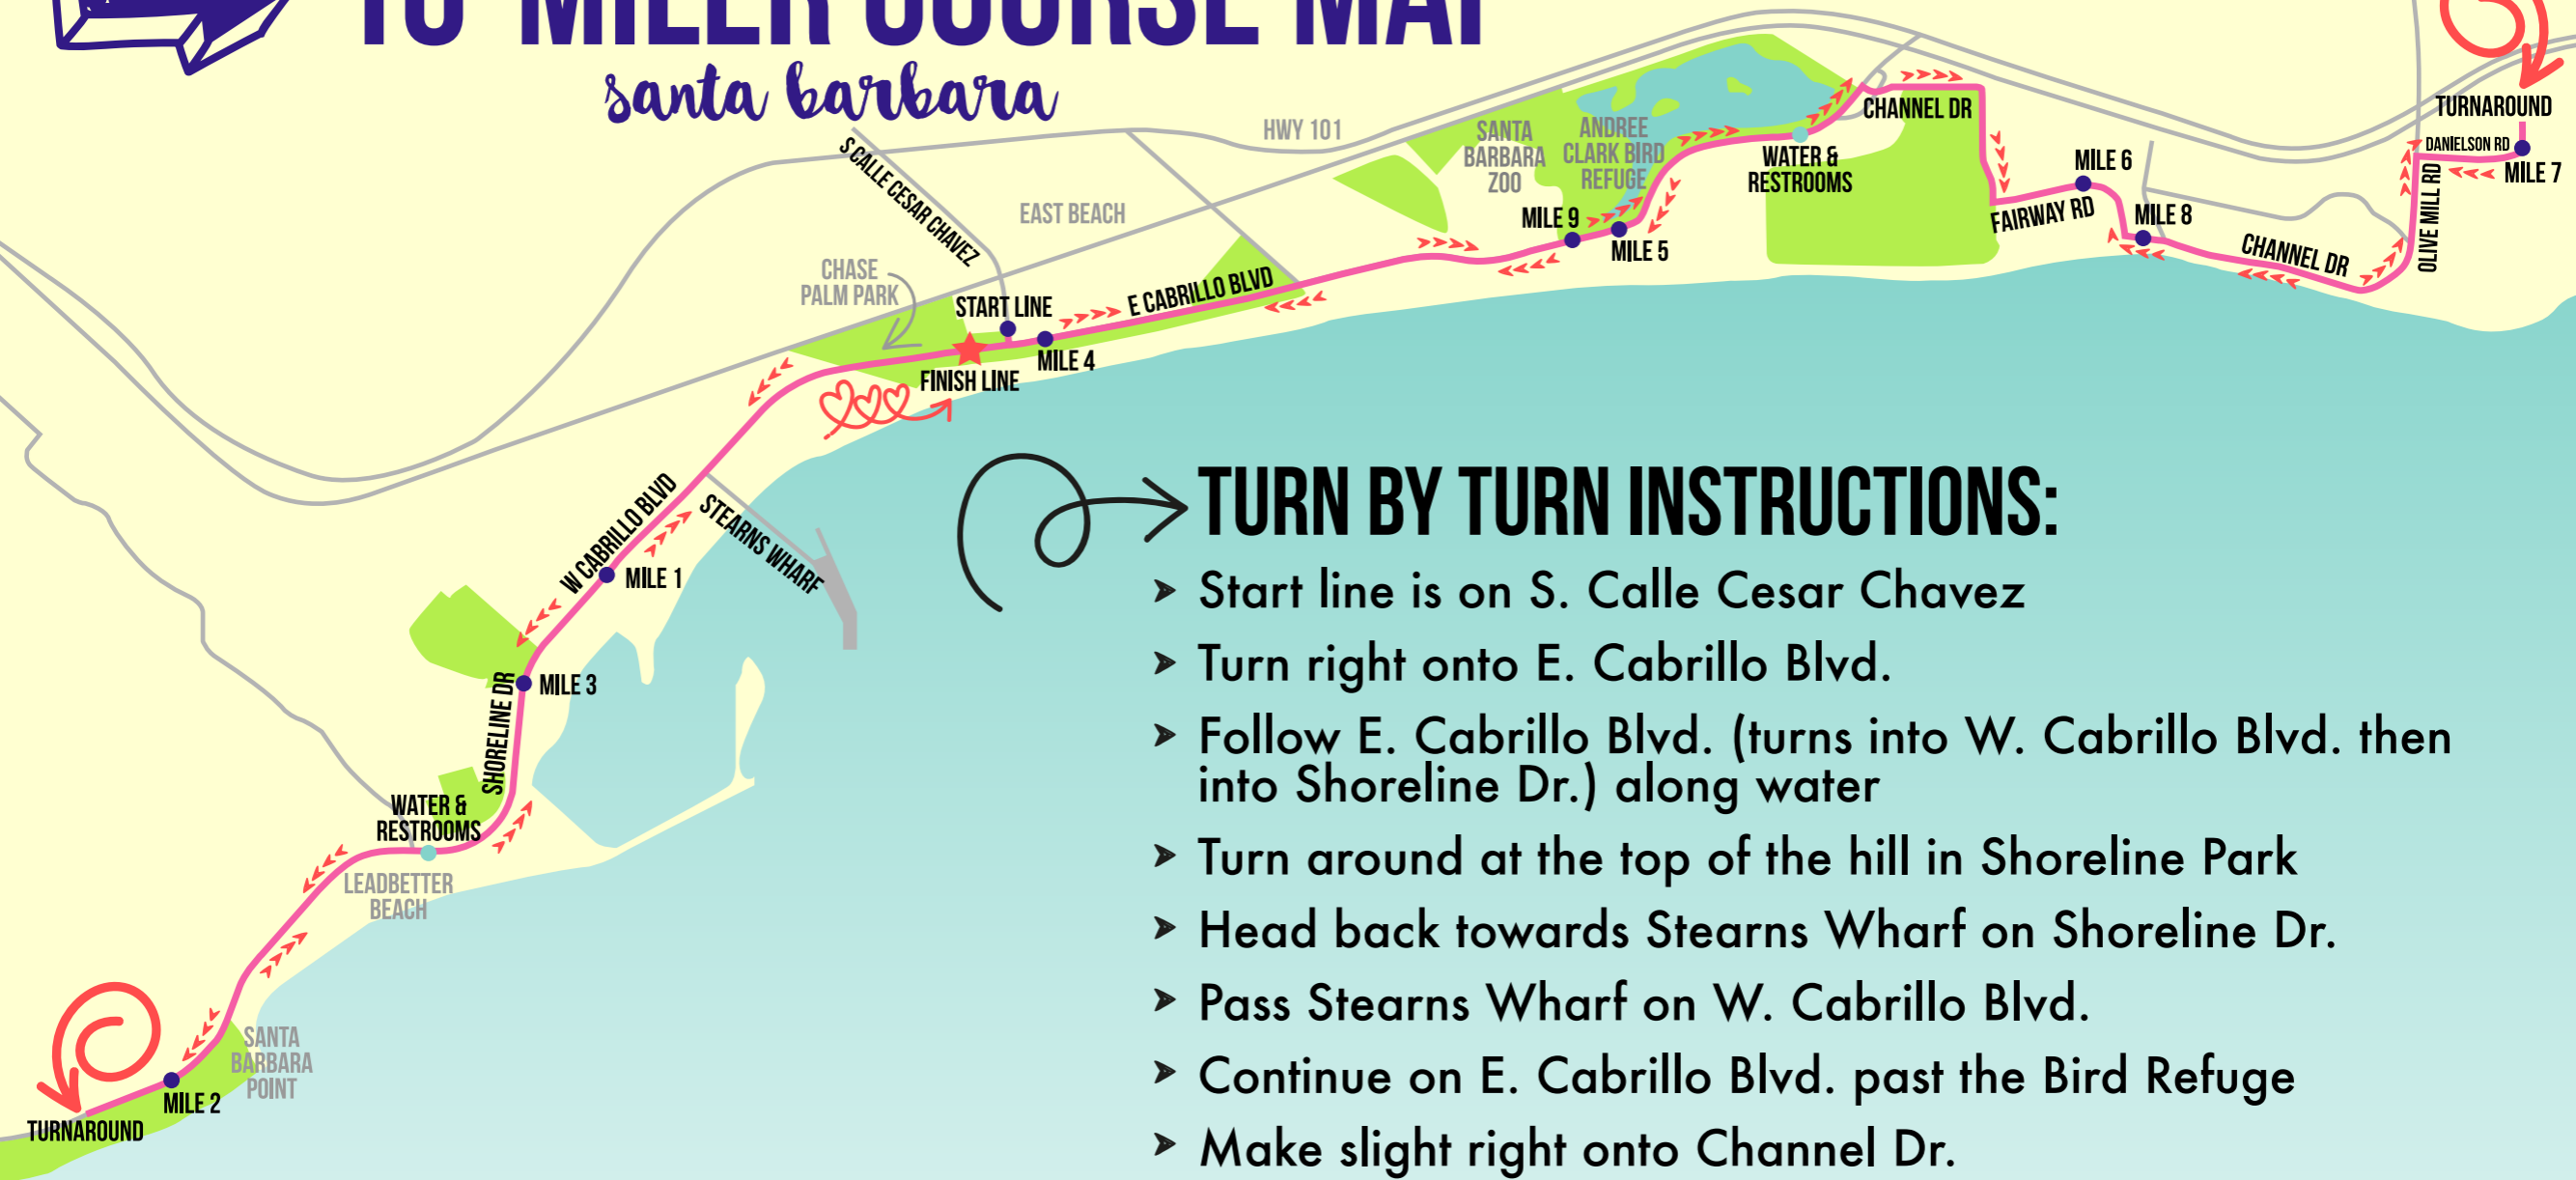 10-MILER COURSE MAP
santa barbara
HWY 101
S CALLE CESAR CHAVEZ
EAST BEACH
CHASE
PALM PARK
START LINE
FINISH LINE
MILE 4
E CABRILLO BLVD
SANTA
BARBARA
ZOO
ANDREE
CLARK BIRD
REFUGE
MILE 9
MILE 5
WATER &
RESTROOMS
CHANNEL DR
FAIRWAY RD
MILE 6
MILE 8
CHANNEL DR
OLIVE MILL RD
TURNAROUND
DANIELSON RD
MILE 7
W CABRILLO BLVD
STEARNS WHARF
MILE 1
MILE 3
SHORELINE DR
WATER &
RESTROOMS
LEADBETTER
BEACH
SANTA
BARBARA
POINT
MILE 2
TURNAROUND
TURN BY TURN INSTRUCTIONS:
➤ Start line is on S. Calle Cesar Chavez
➤ Turn right onto E. Cabrillo Blvd.
➤ Follow E. Cabrillo Blvd. (turns into W. Cabrillo Blvd. then
into Shoreline Dr.) along water
➤ Turn around at the top of the hill in Shoreline Park
➤ Head back towards Stearns Wharf on Shoreline Dr.
➤ Pass Stearns Wharf on W. Cabrillo Blvd.
➤ Continue on E. Cabrillo Blvd. past the Bird Refuge
➤ Make slight right onto Channel Dr.